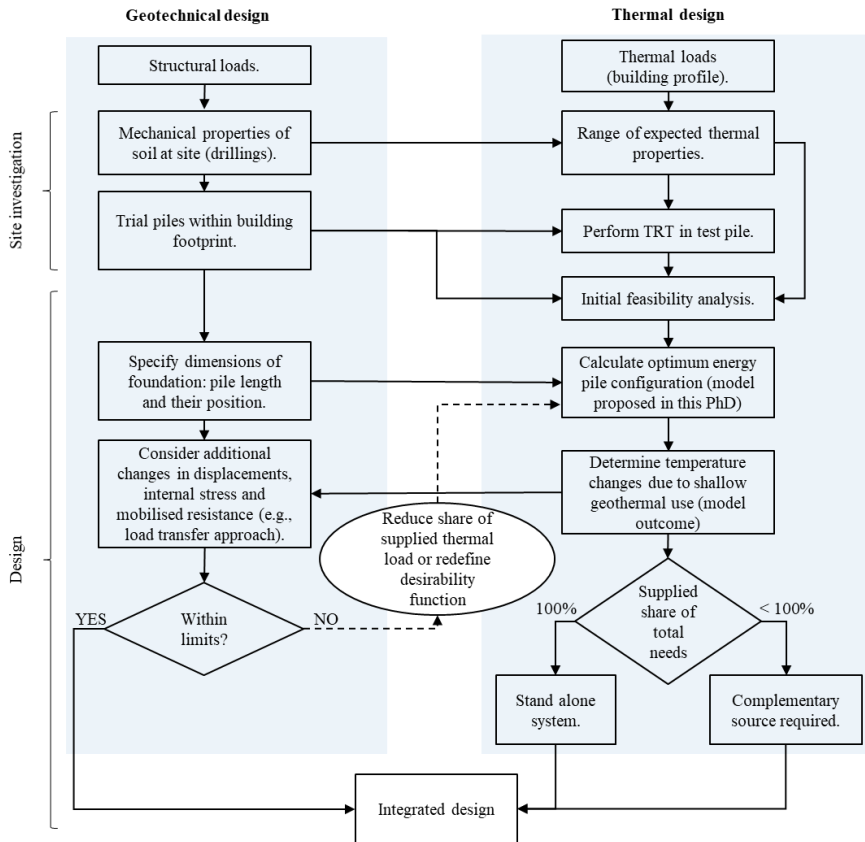 Geotechnical design
Thermal design
Structural loads.
Thermal loads
(building profile).
Site investigation
Mechanical properties of
soil at site (drillings).
Range of expected thermal
properties.
Trial piles within building
footprint.
Perform TRT in test pile.
Initial feasibility analysis.
Design
Specify dimensions of
foundation: pile length
and their position.
Calculate optimum energy
pile configuration (model
proposed in this PhD)
Consider additional
changes in displacements,
internal stress and
mobilised resistance (e.g.,
load transfer approach).
Determine temperature
changes due to shallow
geothermal use (model
outcome)
Reduce share of
supplied thermal
load or redefine
desirability
function
YES
Within
limits?
NO
100%
Supplied
share of
total
needs
< 100%
Stand alone
system.
Complementary
source required.
Integrated design